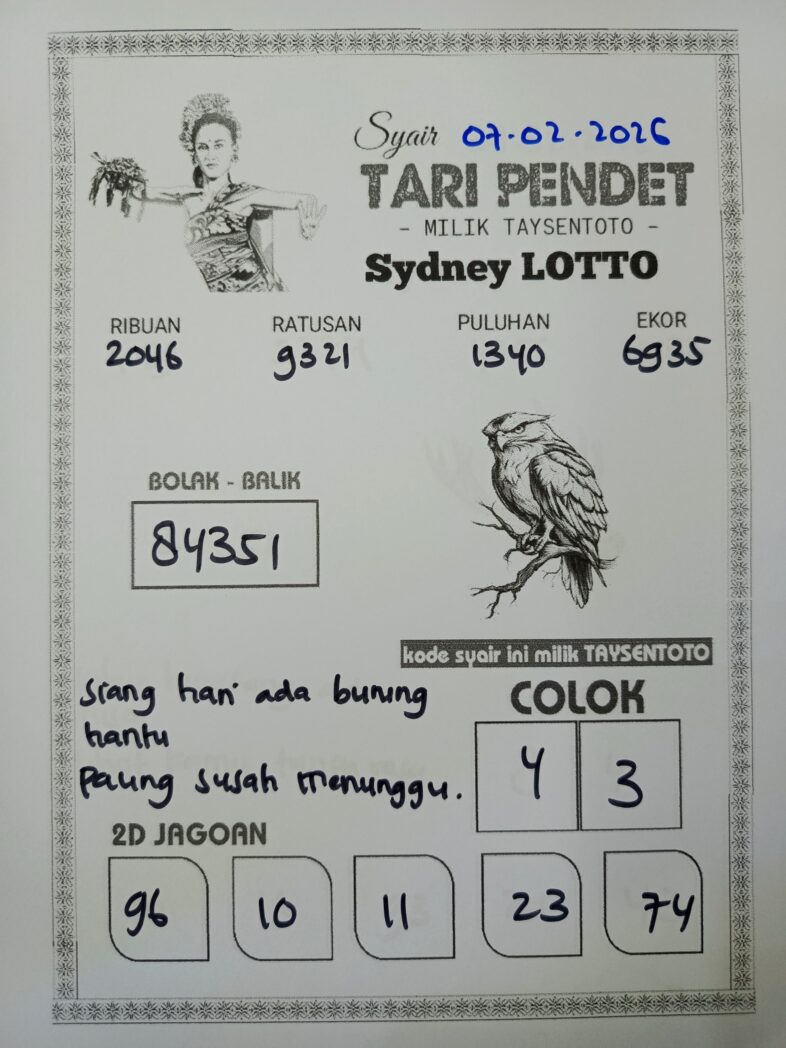 Syair 07.02.2026
TARI PENDET
- MILIK TAYSENTOTO -
Sydney LOTTO
RIBUAN RATUSAN PULUHAN EKOR
2046 9321 1340 6935
BOLAK - BALIK
84351
kode syair ini milik TAYSENTOTO
siang hari ada burung
hantu
paling susah menunggu.
COLOK
4 3
2D JAGOAN
96 10 11 23 74